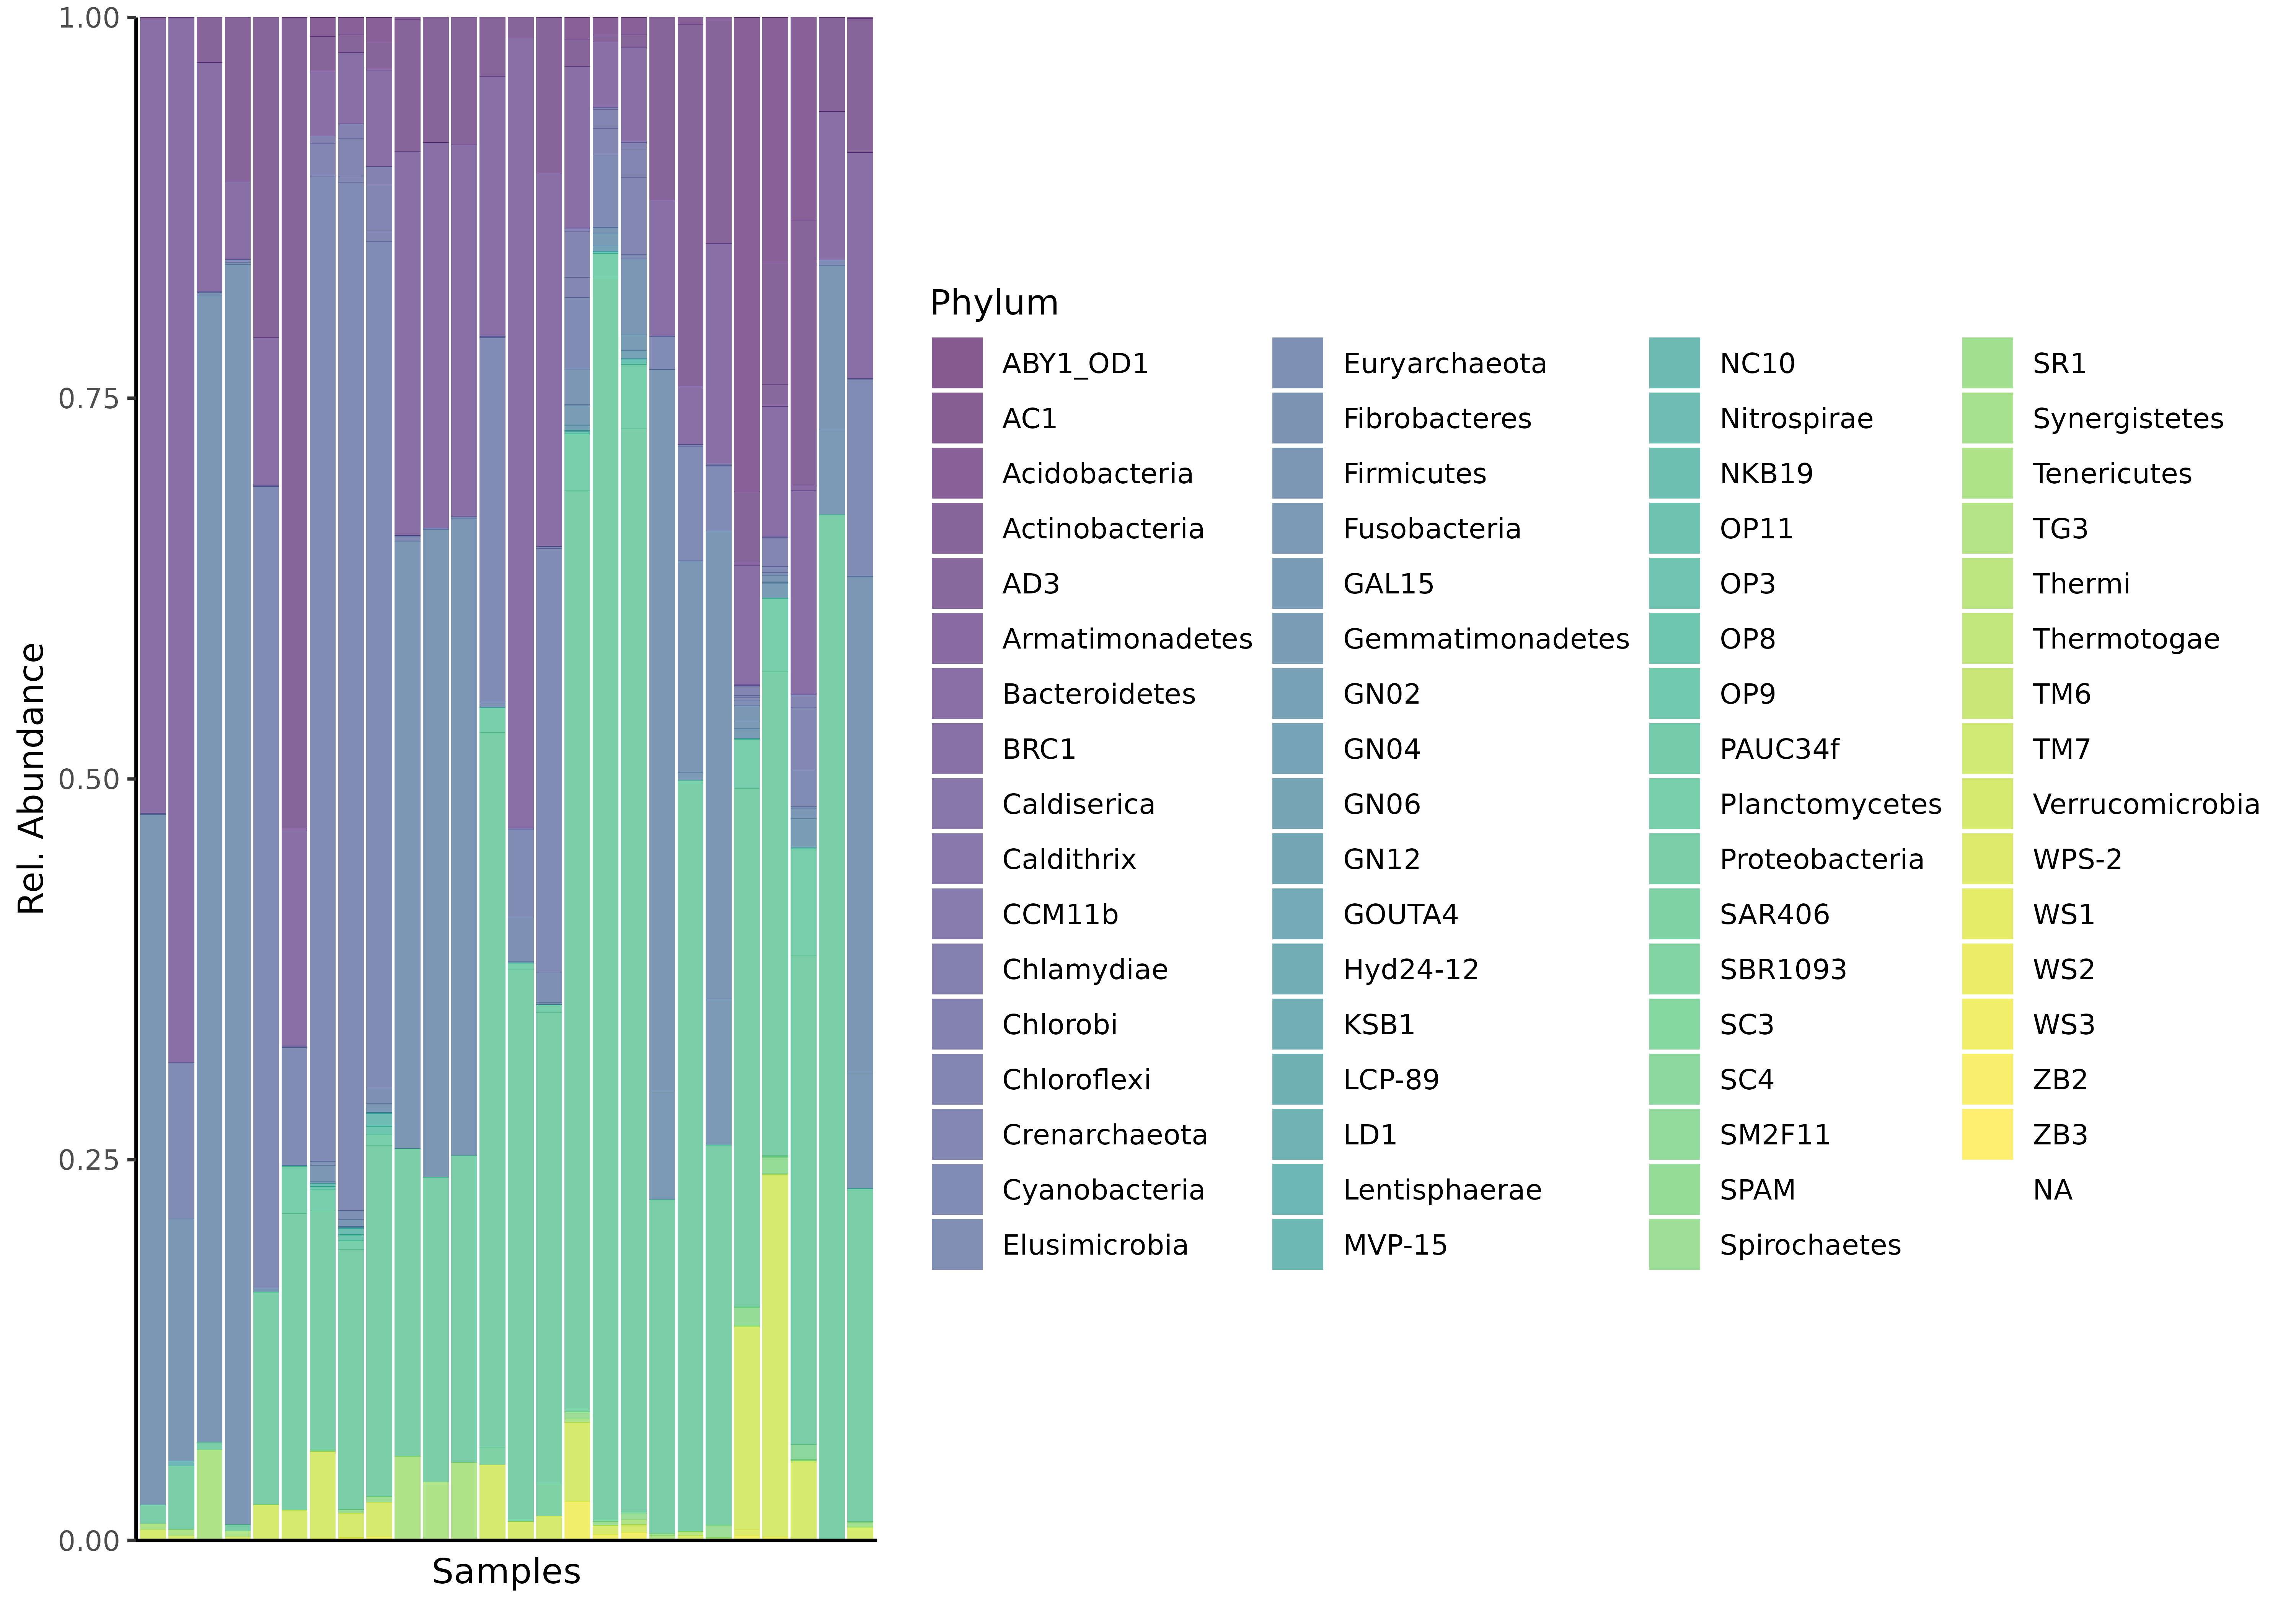 1.00
0.75
0.50
0.25
0.00
Rel. Abundance
Samples
Phylum
ABY1_OD1
AC1
Acidobacteria
Actinobacteria
AD3
Armatimonadetes
Bacteroidetes
BRC1
Caldiserica
Caldithrix
CCM11b
Chlamydiae
Chlorobi
Chloroflexi
Crenarchaeota
Cyanobacteria
Elusimicrobia
Euryarchaeota
Fibrobacteres
Firmicutes
Fusobacteria
GAL15
Gemmatimonadetes
GN02
GN04
GN06
GN12
GOUTA4
Hyd24-12
KSB1
LCP-89
LD1
Lentisphaerae
MVP-15
NC10
Nitrospirae
NKB19
OP11
OP3
OP8
OP9
PAUC34f
Planctomycetes
Proteobacteria
SAR406
SBR1093
SC3
SC4
SM2F11
SPAM
Spirochaetes
SR1
Synergistetes
Tenericutes
TG3
Thermi
Thermotogae
TM6
TM7
Verrucomicrobia
WPS-2
WS1
WS2
WS3
ZB2
ZB3
NA